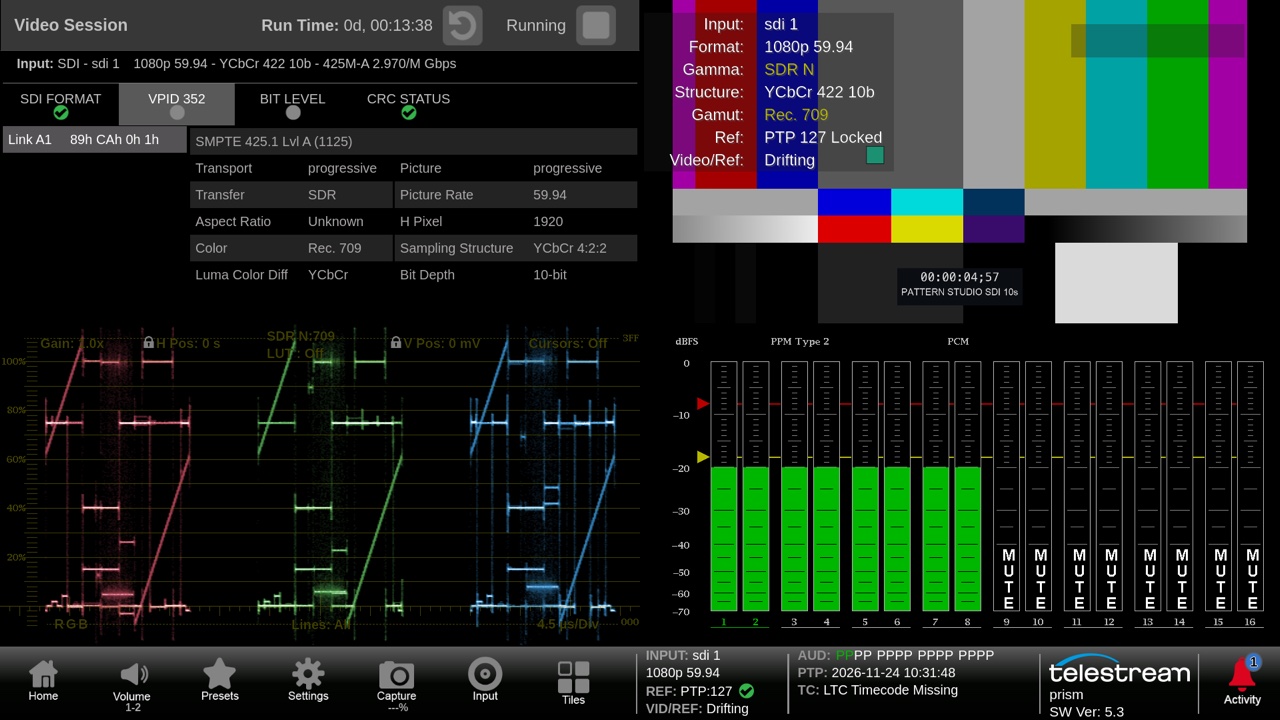 Video Session
Run Time: 0d, 00:13:38
Running
Input: SDI - sdi 1 1080p 59.94 - YCbCr 422 10b - 425M-A 2.970/M Gbps
SDI FORMAT VPID 352 BIT LEVEL CRC STATUS
Link A1 89h CAh 0h 1h
SMPTE 425.1 Lvl A (1125)
Transport progressive Picture progressive
Transfer SDR Picture Rate 59.94
Aspect Ratio Unknown H Pixel 1920
Color Rec. 709 Sampling Structure YCbCr 4:2:2
Luma Color Diff YCbCr Bit Depth 10-bit
Input: sdi 1
Format: 1080p 59.94
Gamma: SDR N
Structure: YCbCr 422 10b
Gamut: Rec. 709
Ref: PTP 127 Locked
Video/Ref: Drifting
00:00:04;57
PATTERN STUDIO SDI 10s
Gain: 1.0x H Pos: 0 s SDR N:709 V Pos: 0 mV Cursors: Off 3FF
LUT : Off
100%
80%
60%
40%
20%
000
RGB Lines: All 4.5 µs/Div
dBFS PPM Type 2 PCM
0
-10
-20
-30
-40
-50
-60
-70
MUTE MUTE MUTE MUTE MUTE MUTE MUTE MUTE
1 2 3 4 5 6 7 8 9 10 11 12 13 14 15 16
Home
Volume
1-2
Presets
Settings
Capture
---%
Input
Tiles
INPUT: sdi 1
1080p 59.94
REF: PTP:127
VID/REF: Drifting
AUD: PPPP PPPP PPPP PPPP
PTP: 2026-11-24 10:31:48
TC: LTC Timecode Missing
telestream
prism
SW Ver: 5.3
1
Activity